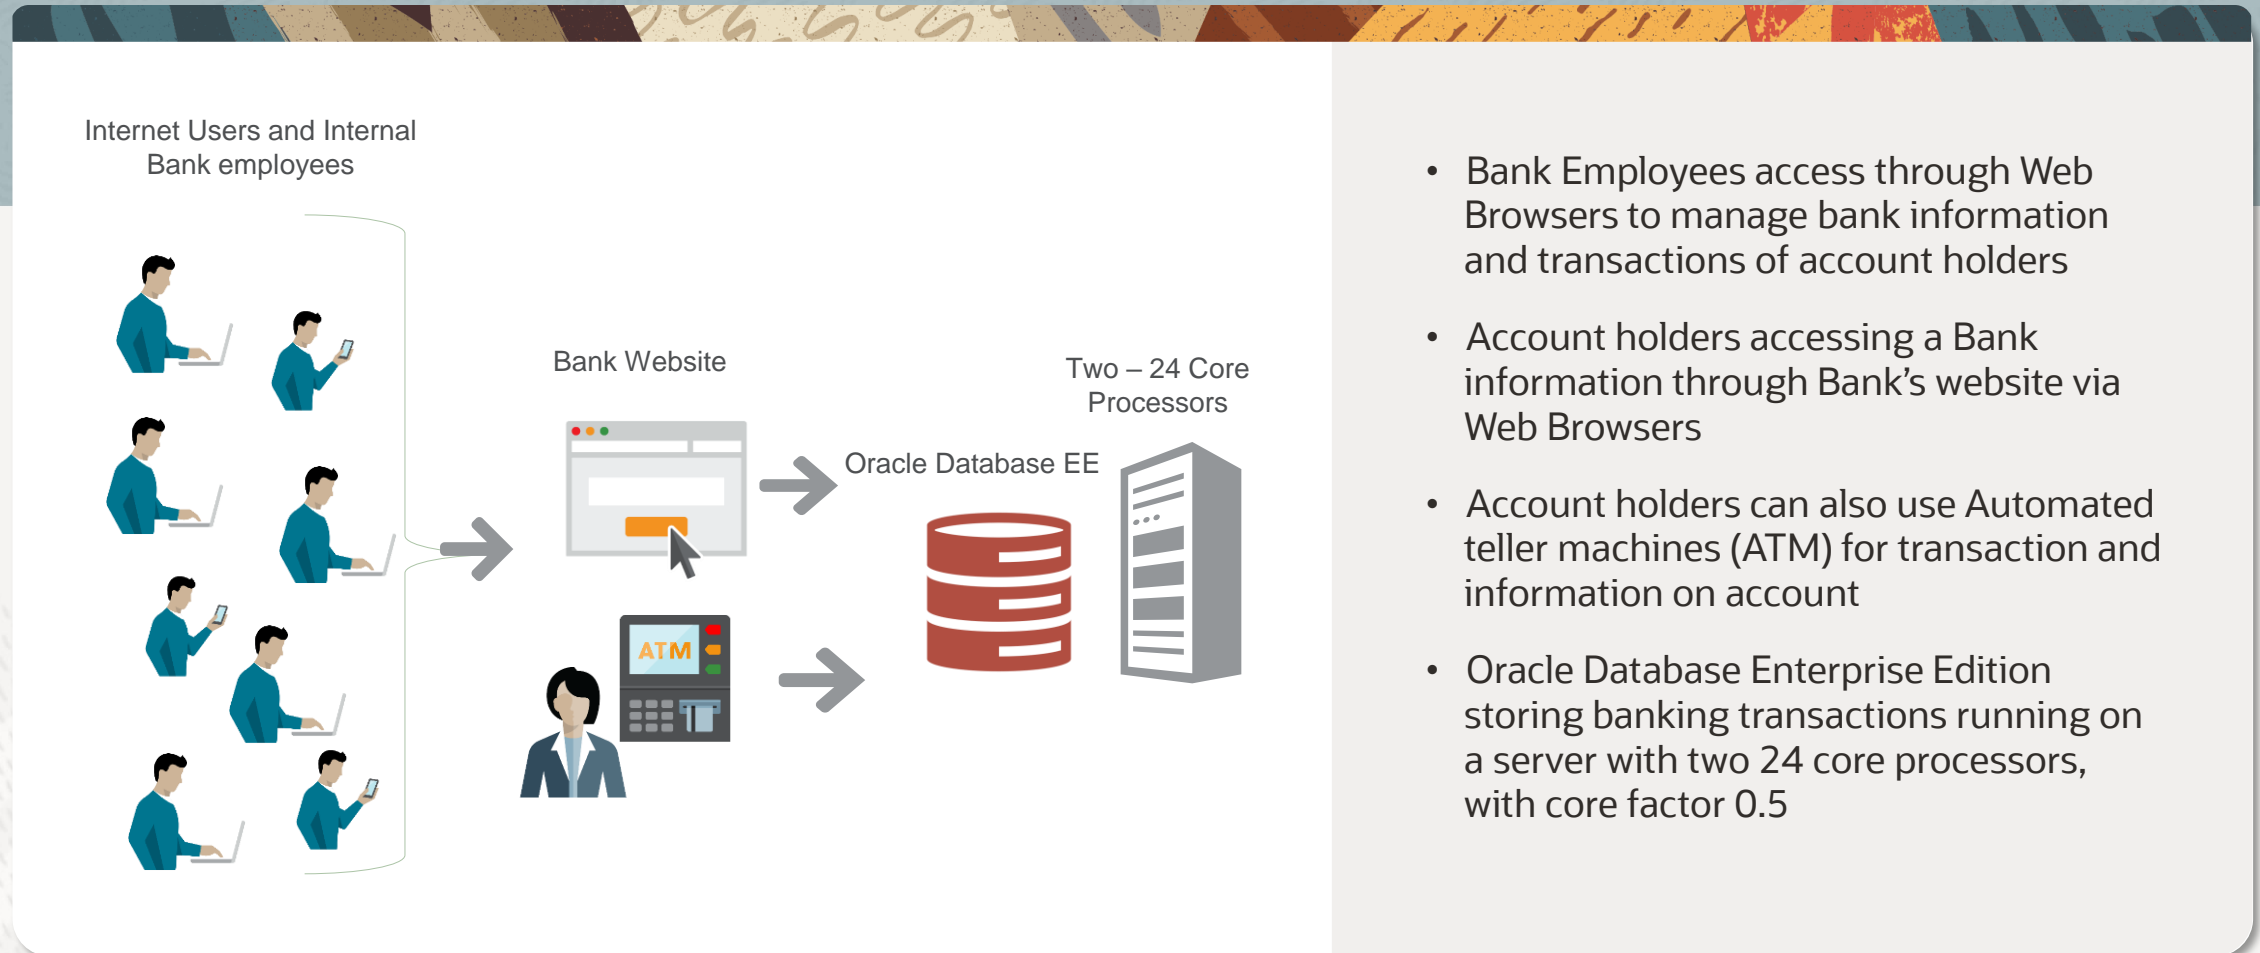 Internet Users and Internal
Bank employees
Bank Website
Two – 24 Core
Processors
Oracle Database EE
ATM
• Bank Employees access through Web
Browsers to manage bank information
and transactions of account holders
• Account holders accessing a Bank
information through Bank’s website via
Web Browsers
• Account holders can also use Automated
teller machines (ATM) for transaction and
information on account
• Oracle Database Enterprise Edition
storing banking transactions running on
a server with two 24 core processors,
with core factor 0.5